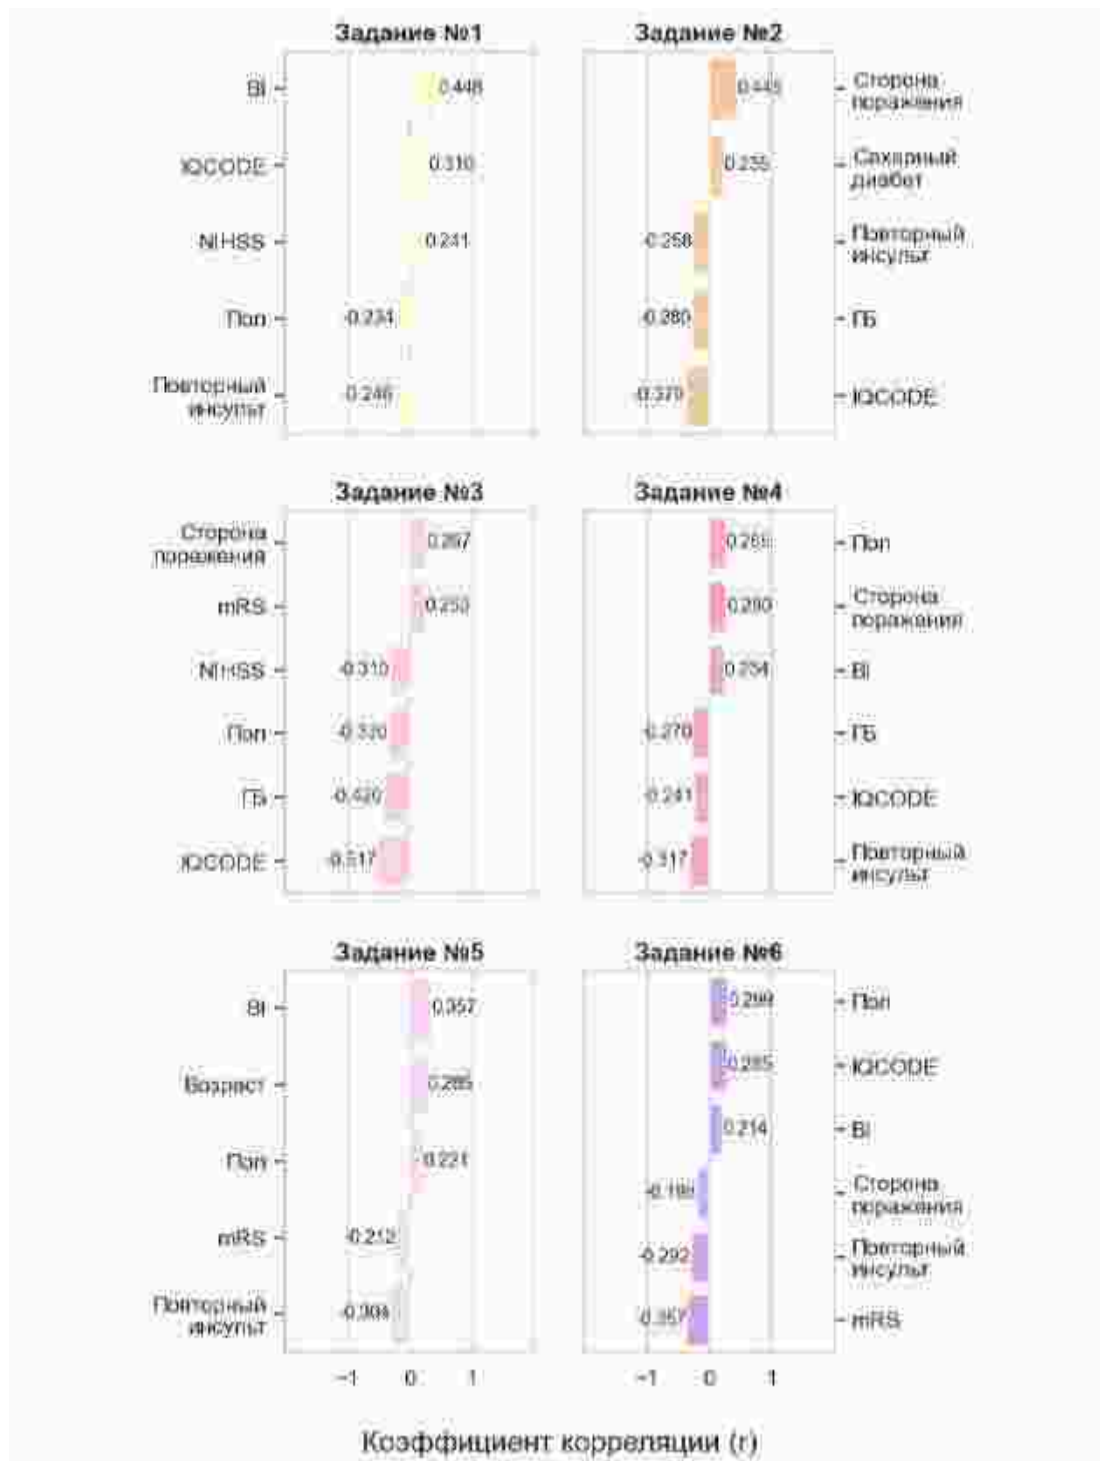 Задание №1
BI
0.448
IQCODE
0.310
NIHSS
0.241
Пол
-0.234
Повторный
инсульт
-0.246
Задание №2
Сторона
поражения
Сахарный
диабет
0.235
Повторный
инсульт
-0.258
ГБ
-0.280
IQCODE
-0.379
Задание №3
Сторона
поражения
0.267
mRS
0.253
NIHSS
-0.310
Пол
-0.330
ГБ
-0.420
IQCODE
-0.517
Задание №4
Пол
Сторона
поражения
0.280
BI
0.234
ГБ
-0.270
IQCODE
-0.241
Повторный
инсульт
-0.317
Задание №5
BI
0.357
Возраст
0.285
Пол
0.221
mRS
-0.212
Повторный
инсульт
-0.304
−1 0 1
Задание №6
Пол
0.299
IQCODE
0.285
BI
0.214
Сторона
поражения
Повторный
инсульт
-0.292
mRS
-0.357
−1 0 1
Коэффициент корреляции (r)